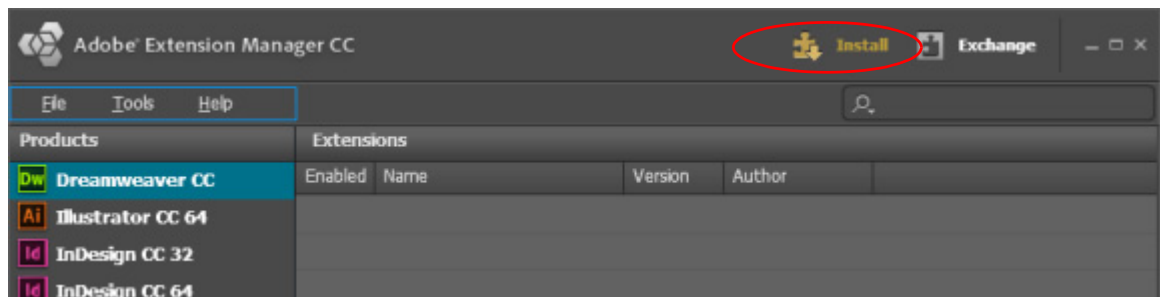 Adobe® Extension Manager CC
Install
Exchange
File Tools Help
Products
Extensions
Enabled Name Version Author
Dw Dreamweaver CC
Ai Illustrator CC 64
Id InDesign CC 32
Id InDesign CC 64